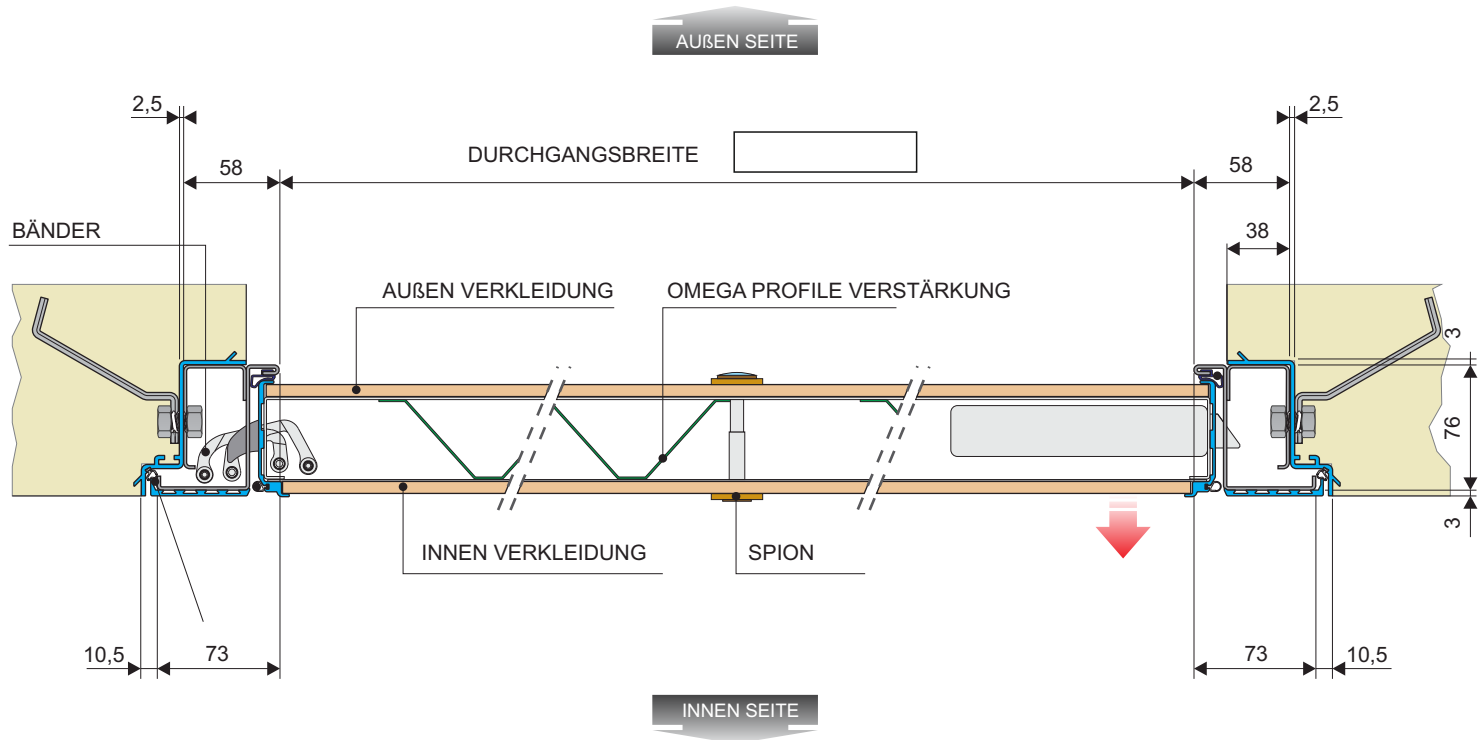 AUßEN SEITE
2,5
2,5
DURCHGANGSBREITE
58
58
BÄNDER
38
AUßEN VERKLEIDUNG
OMEGA PROFILE VERSTÄRKUNG
3
76
3
INNEN VERKLEIDUNG
SPION
10,5
73
73
10,5
INNEN SEITE